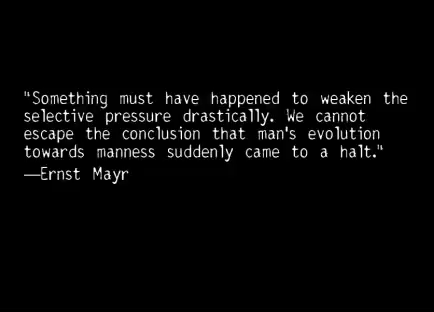 "Something must have happened to weaken the
selective pressure drastically. We cannot
escape the conclusion that man's evolution
towards manness suddenly came to a halt."
—Ernst Mayr